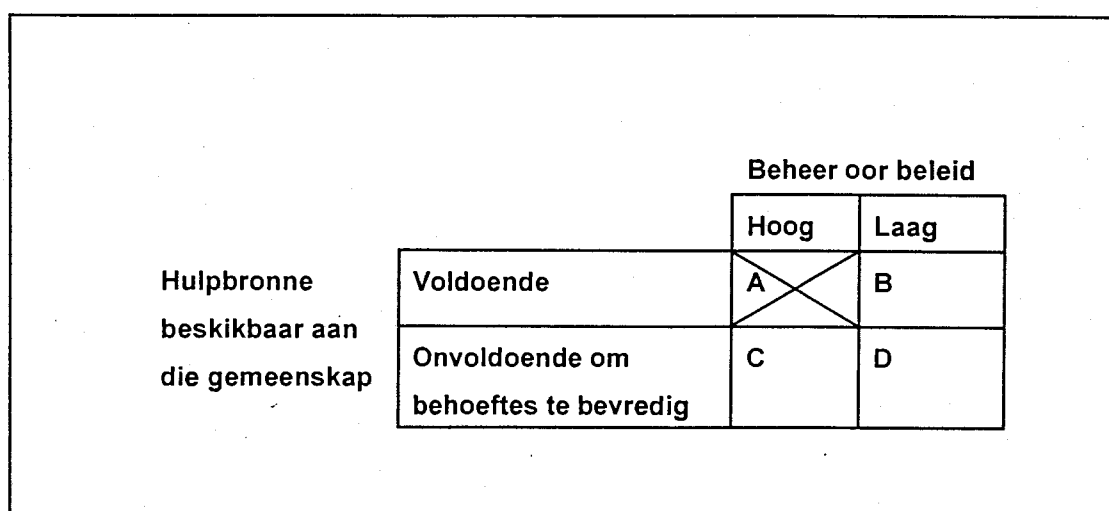 Beheer oor beleid
Hoog Laag
Hulpbronne Voldoende A B
beskikbaar aan
die gemeenskap Onvoldoende om C D
behoeftes te bevredig